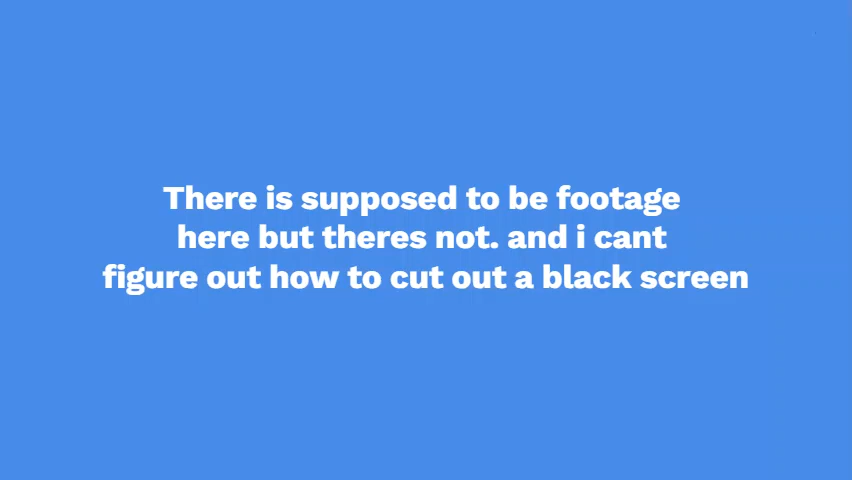 There is supposed to be footage
here but theres not. and i cant
figure out how to cut out a black screen